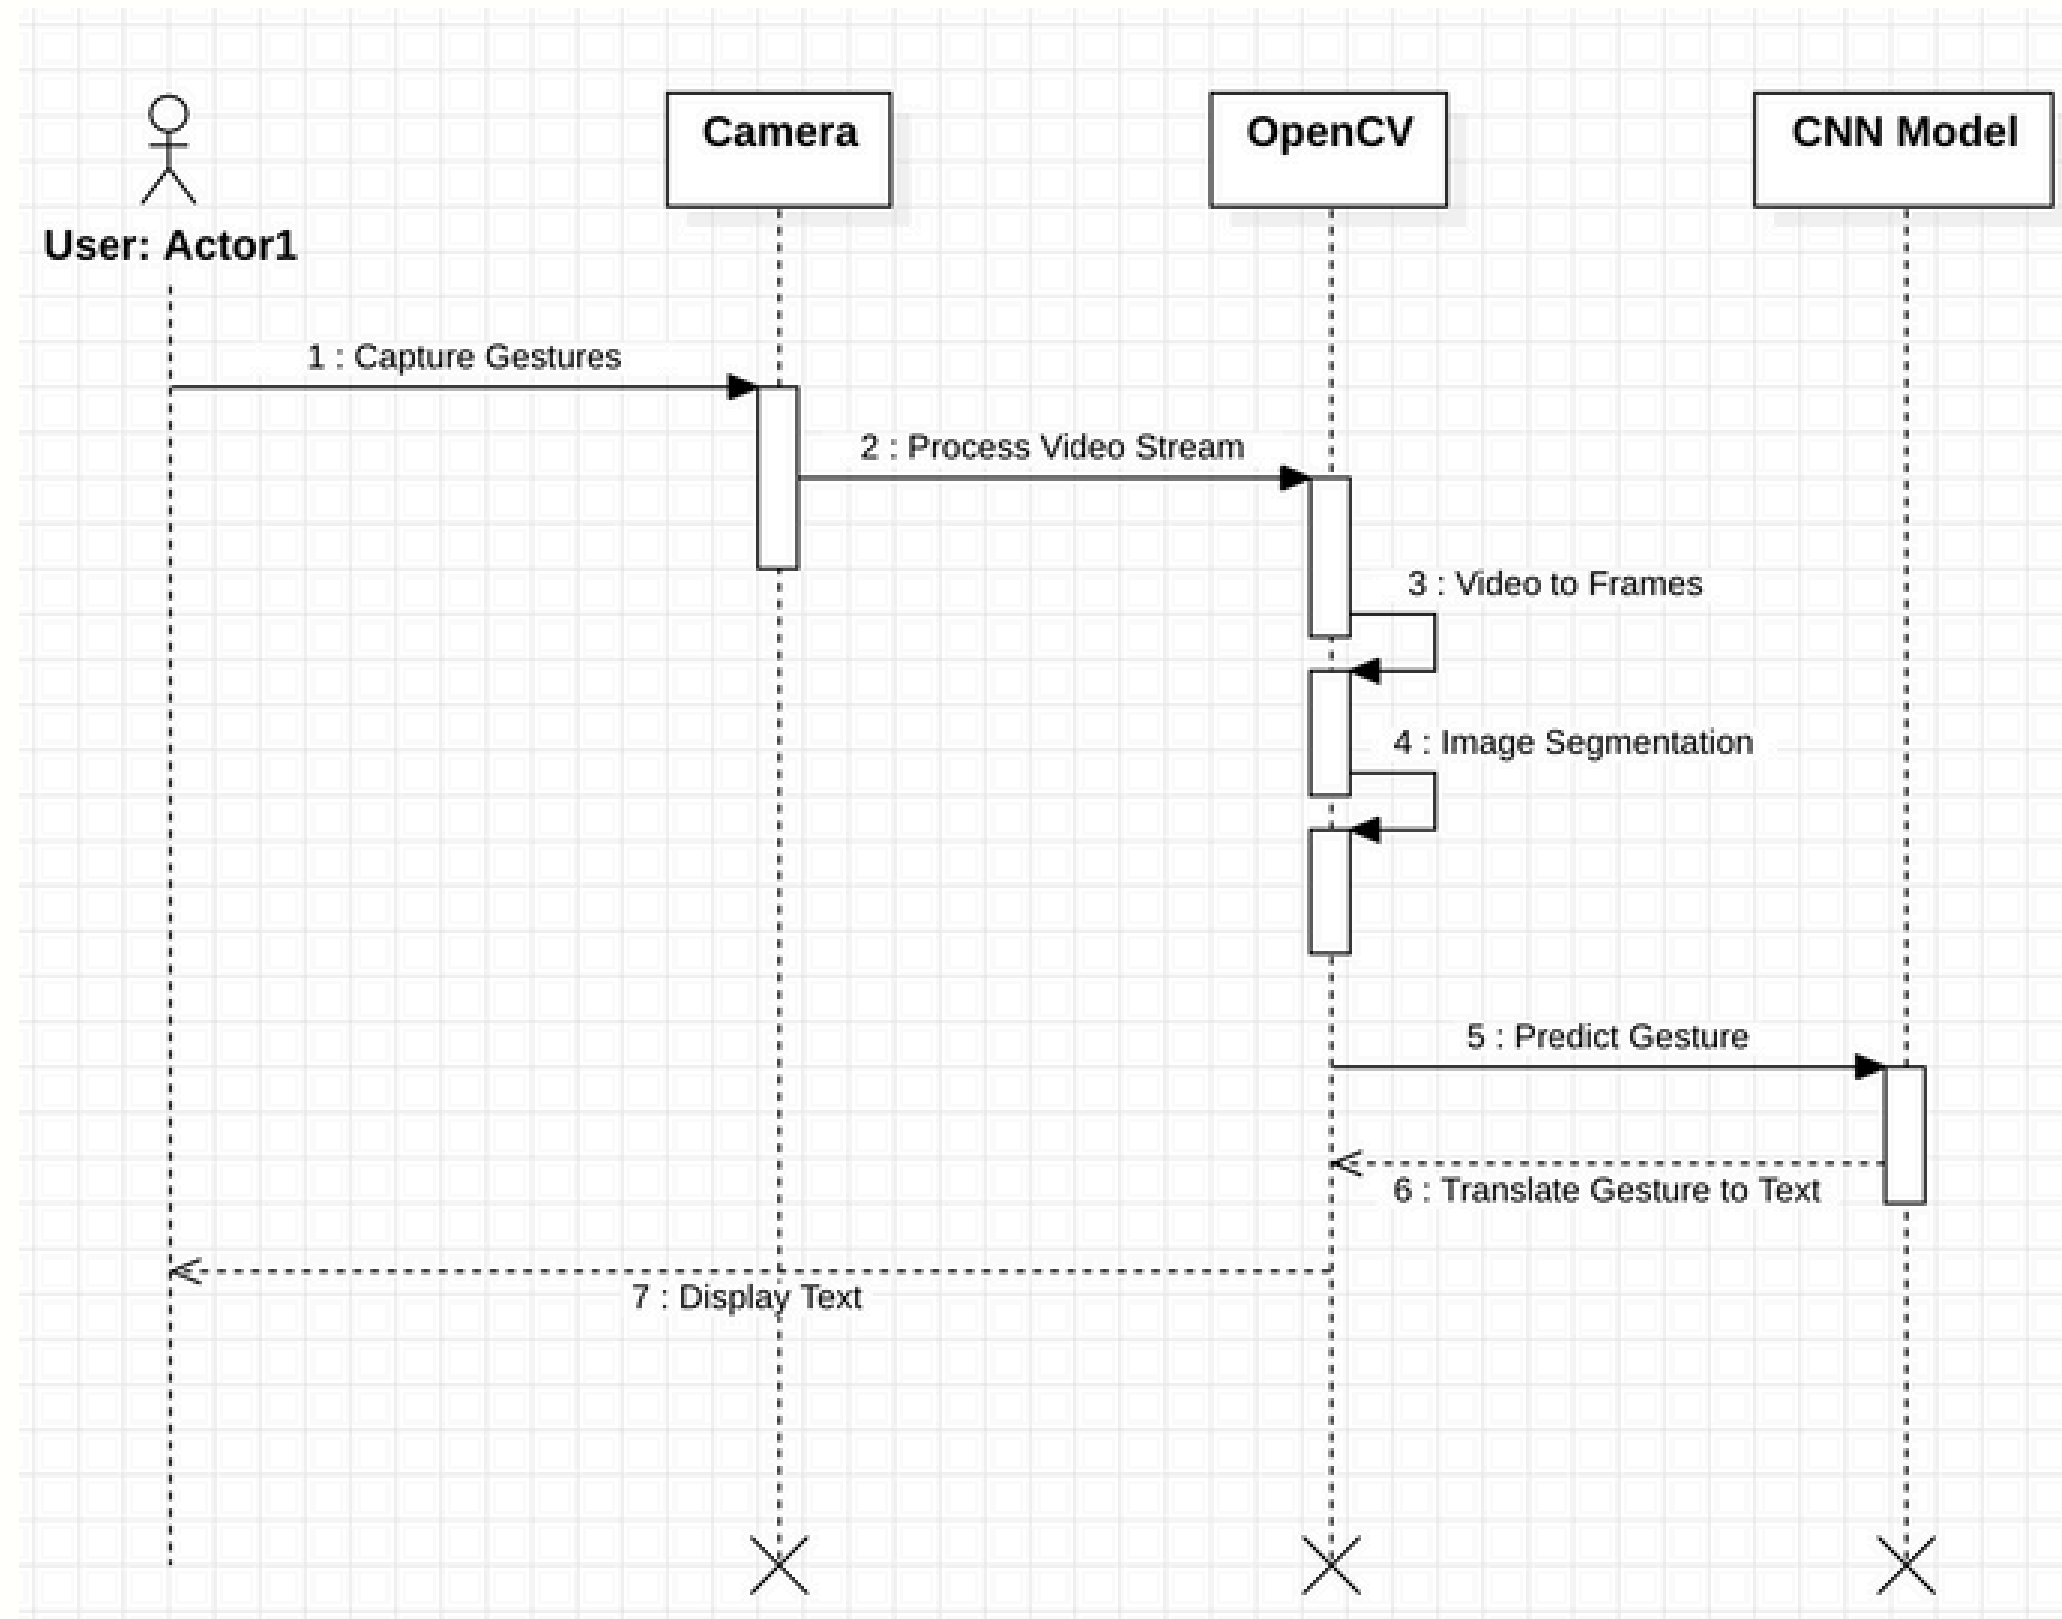 Camera
OpenCV
CNN Model
User: Actor1
1 : Capture Gestures
2 : Process Video Stream
3 : Video to Frames
4 : Image Segmentation
5 : Predict Gesture
6 : Translate Gesture to Text
7 : Display Text